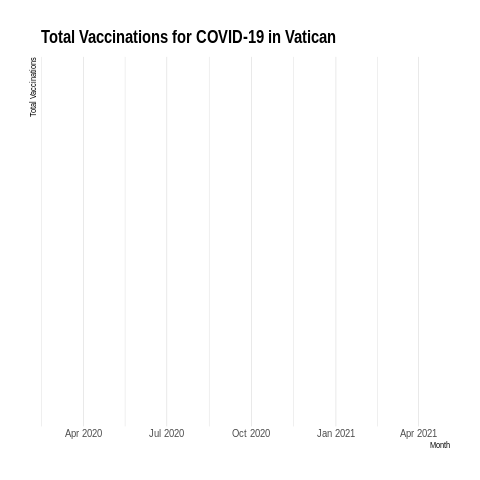 Total Vaccinations for COVID-19 in Vatican
Total Vaccinations
Apr 2020 Jul 2020 Oct 2020 Jan 2021 Apr 2021
Month